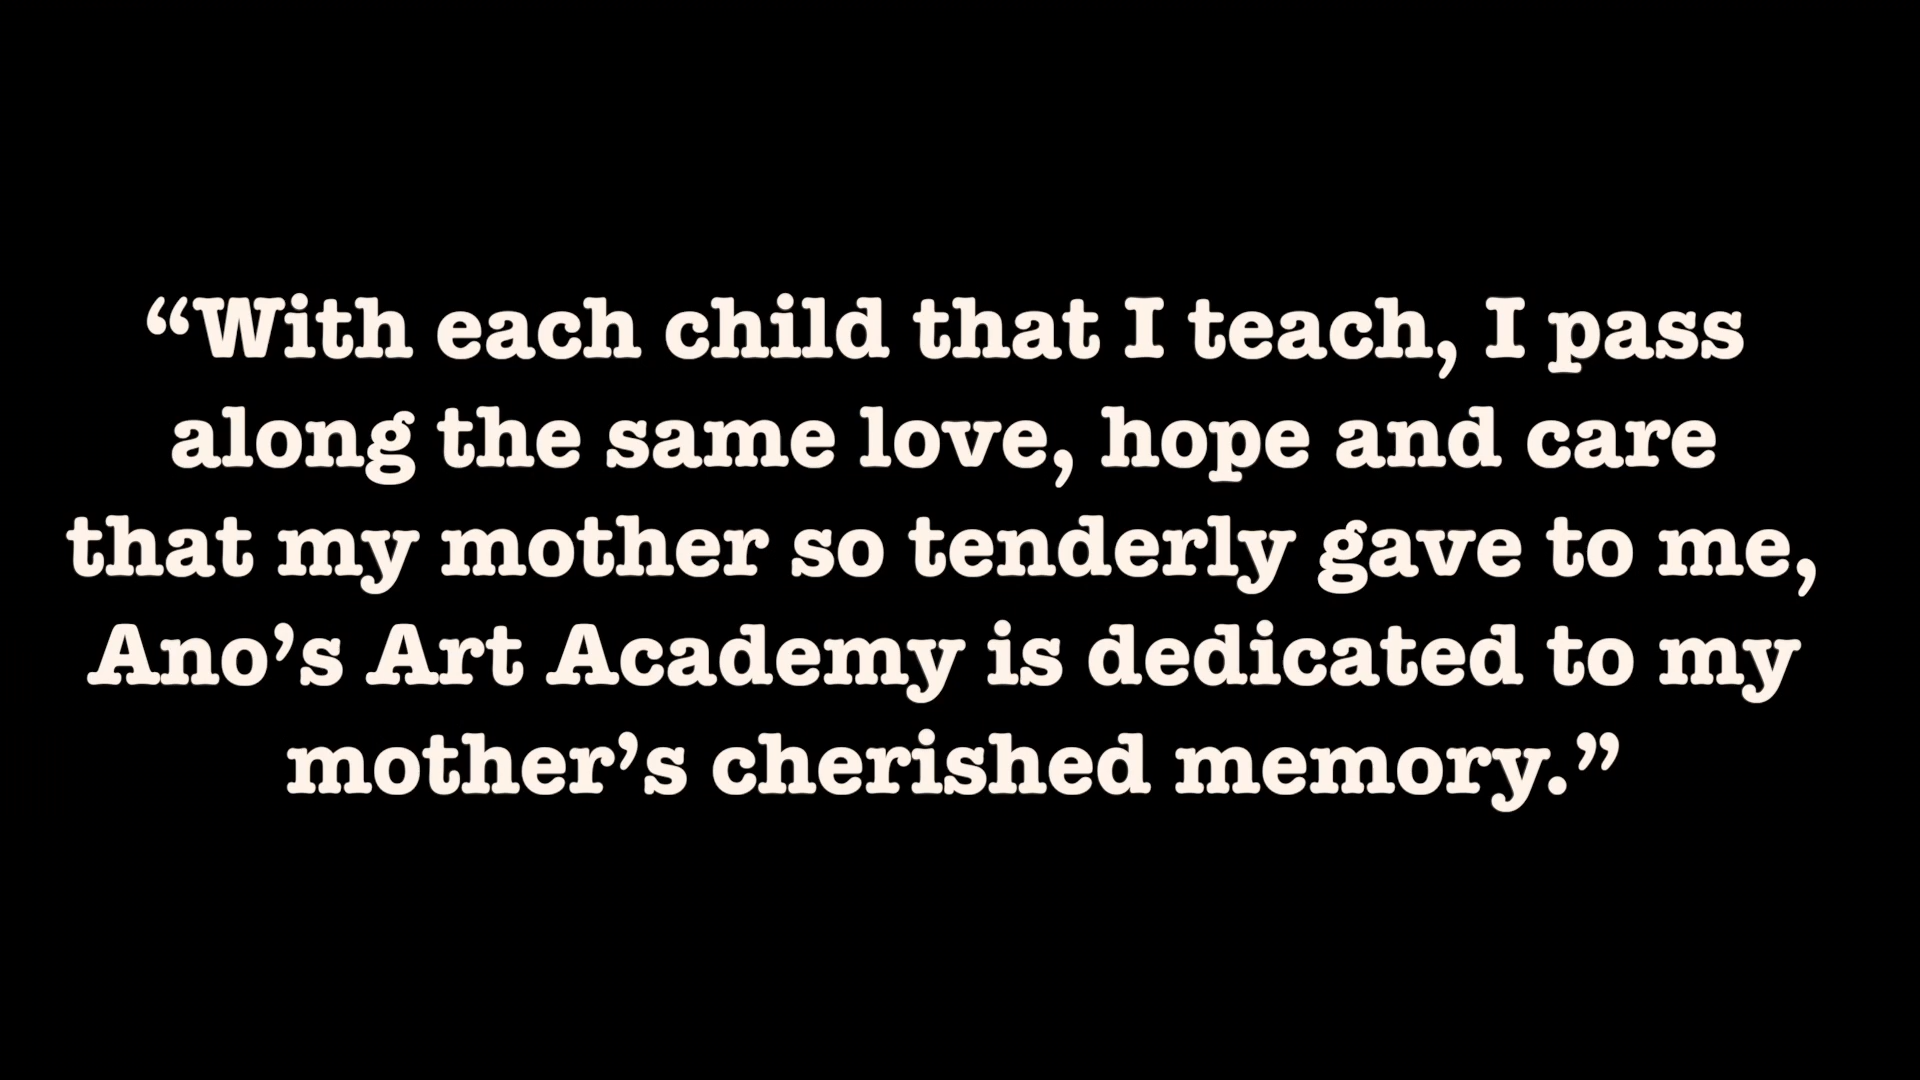 “With each child that I teach, I pass
along the same love, hope and care
that my mother so tenderly gave to me,
Ano’s Art Academy is dedicated to my
mother’s cherished memory.”